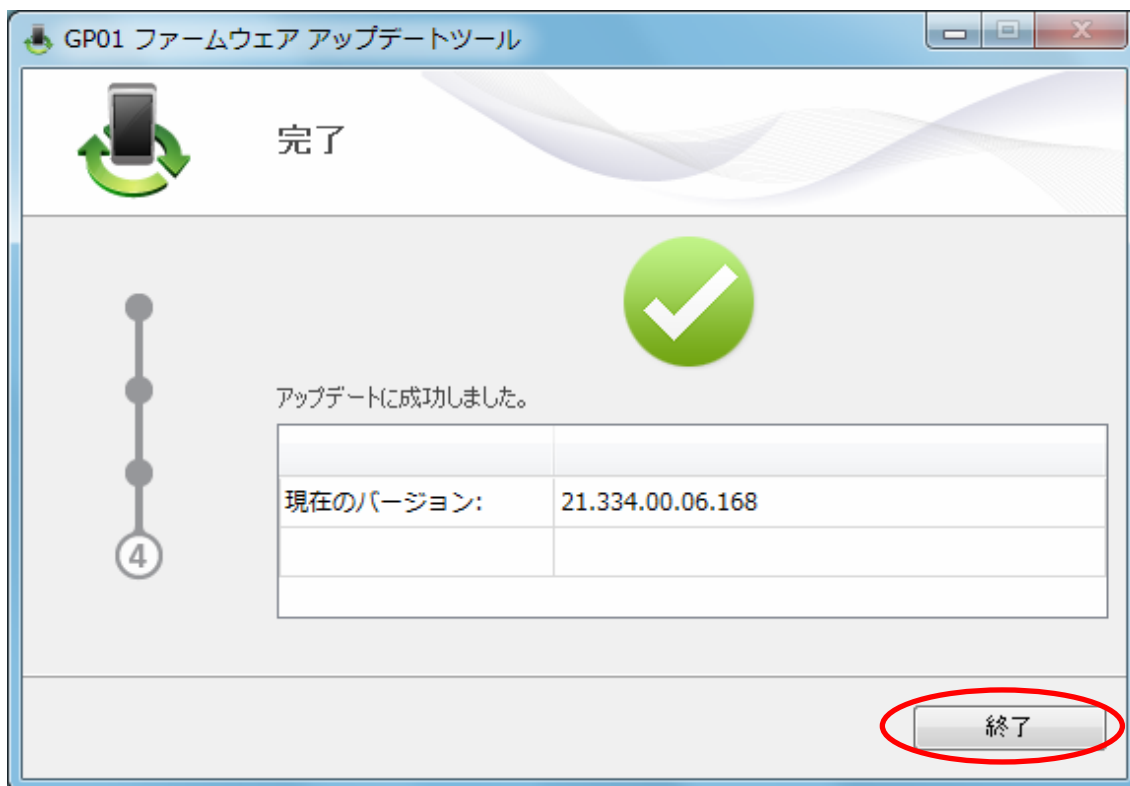 GP01 ファームウェア アップデートツール
完了
アップデートに成功しました。
現在のバージョン: 21.334.00.06.168
4
終了